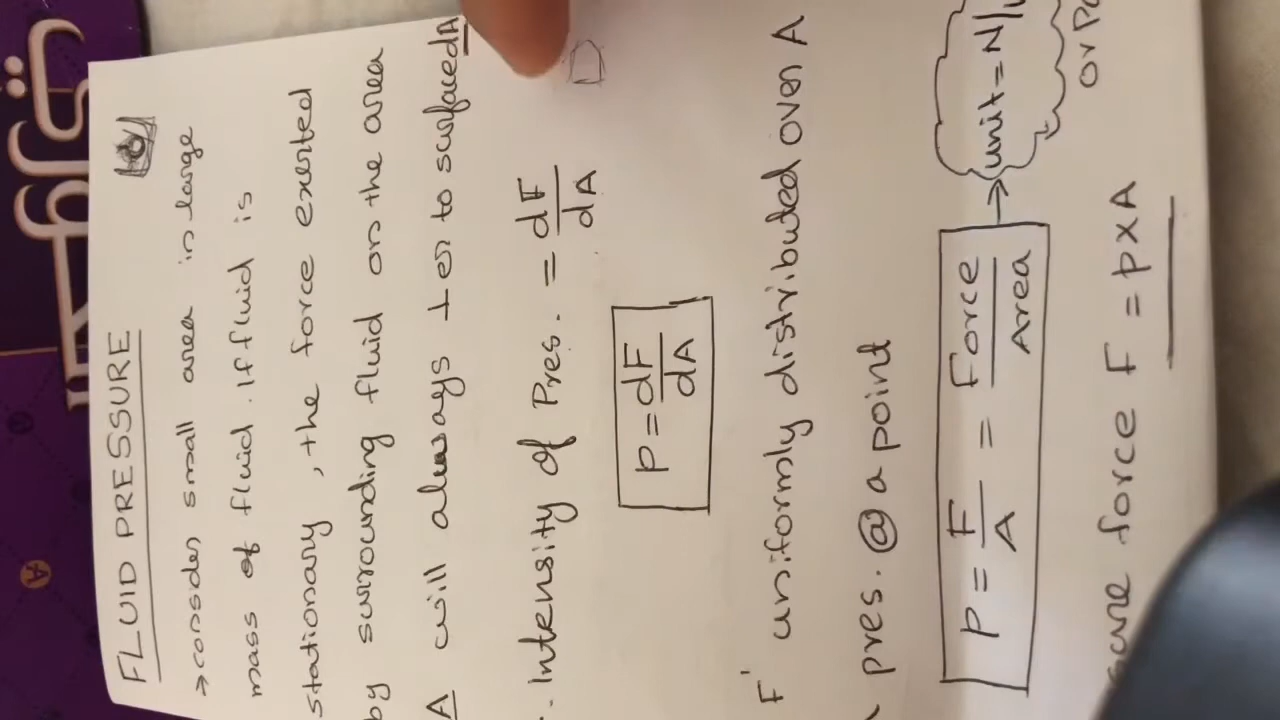 FLUID PRESSURE
→ consider small area in large
mass of fluid. If fluid is
stationary, the force exerted
by surrounding fluid on the area
A will always ⊥er to surface dA
. Intensity of Pres. = dF/dA
P = dF/dA
F' uniformly distributed over A
pres. @ a point
P = F/A = Force/Area → unit = N/
or Pa
force F = p×A